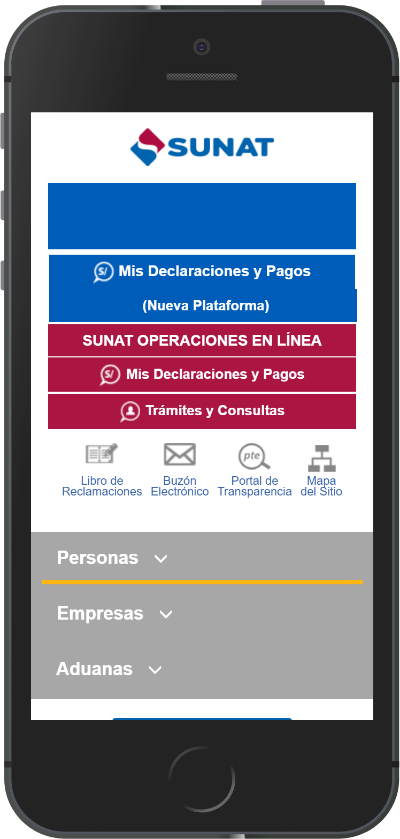 SUNAT
S/ Mis Declaraciones y Pagos
(Nueva Plataforma)
SUNAT OPERACIONES EN LÍNEA
S/ Mis Declaraciones y Pagos
Trámites y Consultas
pte
Libro de
Reclamaciones
Buzón
Electrónico
Portal de
Transparencia
Mapa
del Sitio
Personas
Empresas
Aduanas